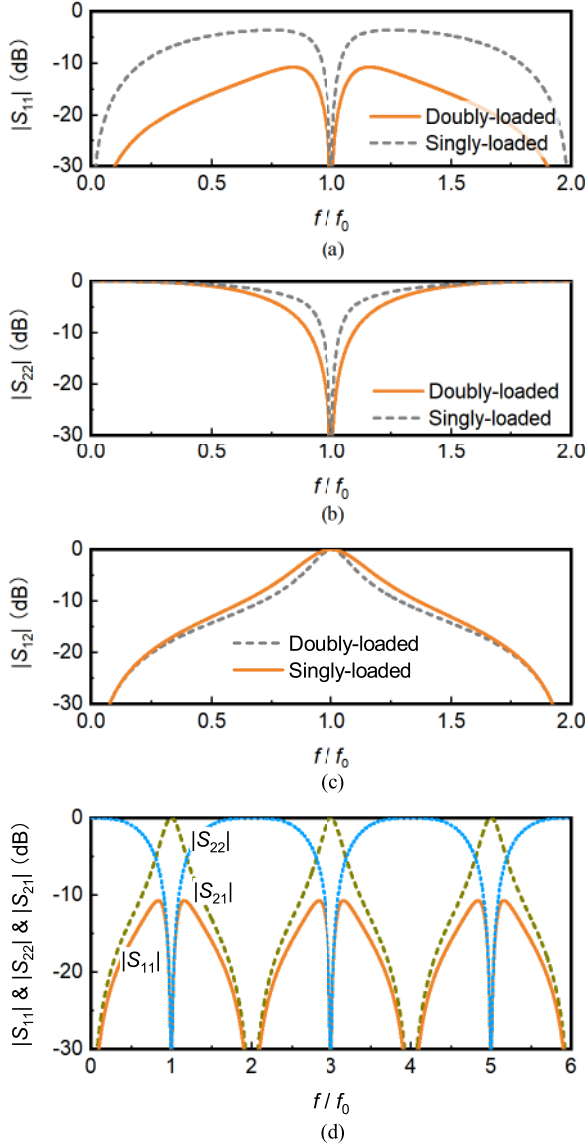 |S11| (dB)
0
-10
-20
-30
Doubly-loaded
Singly-loaded
0.0 0.5 1.0 1.5 2.0
f / f0
(a)
|S22| (dB)
0
-10
-20
-30
Doubly-loaded
Singly-loaded
0.0 0.5 1.0 1.5 2.0
f / f0
(b)
|S12| (dB)
0
-10
-20
-30
Doubly-loaded
Singly-loaded
0.0 0.5 1.0 1.5 2.0
f / f0
(c)
|S11| & |S22| & |S21| (dB)
0
-10
-20
-30
|S22|
|S21|
|S11|
0 1 2 3 4 5 6
f / f0
(d)